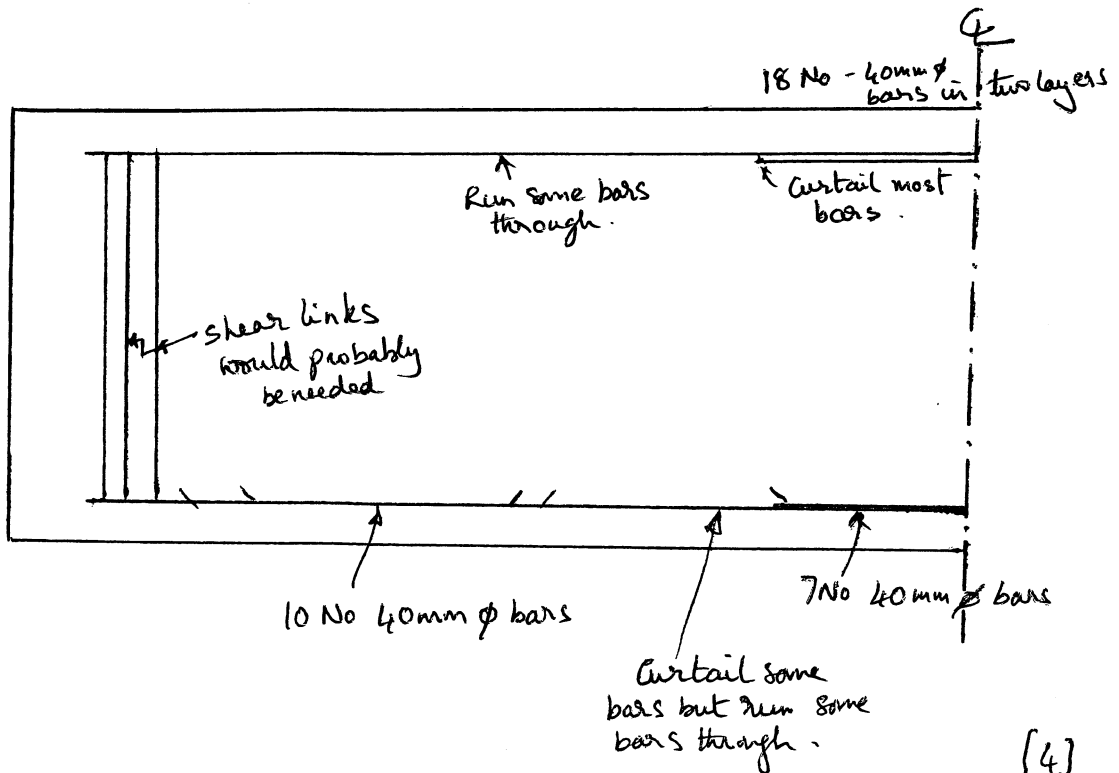 ℄
18 No - 40mm ϕ
bars in two layers
Run some bars
through.
Curtail most
bars.
shear links
would probably
be needed
10 No 40mm ϕ bars
7No 40mm ϕ bars
Curtail some
bars but run some
bars through.
[4]